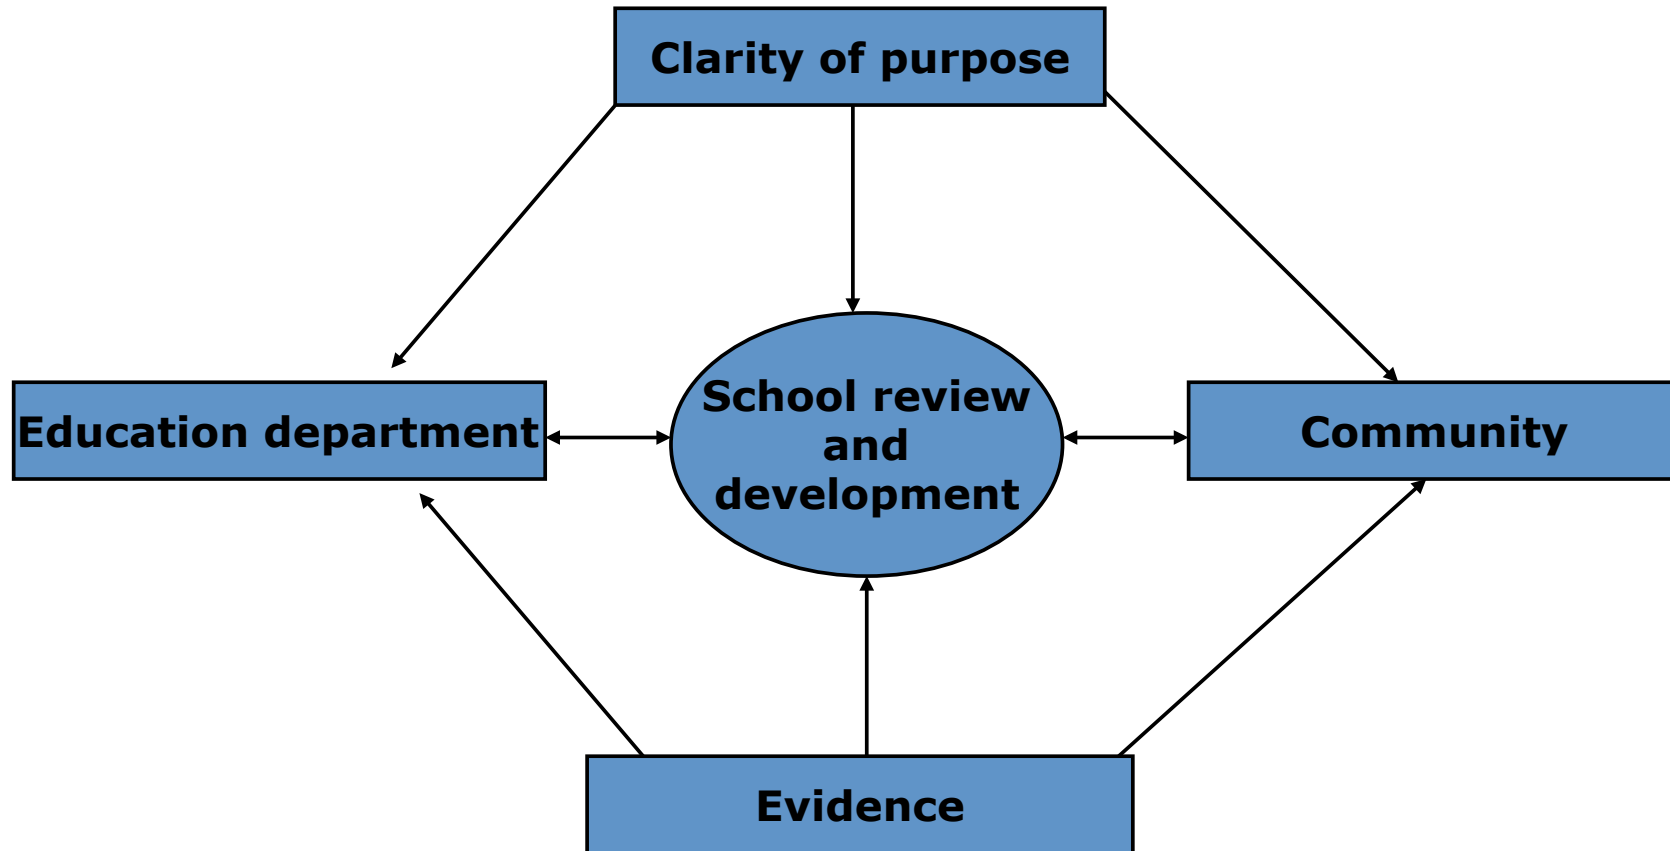 Clarity of purpose
Education department
School review
and
development
Community
Evidence